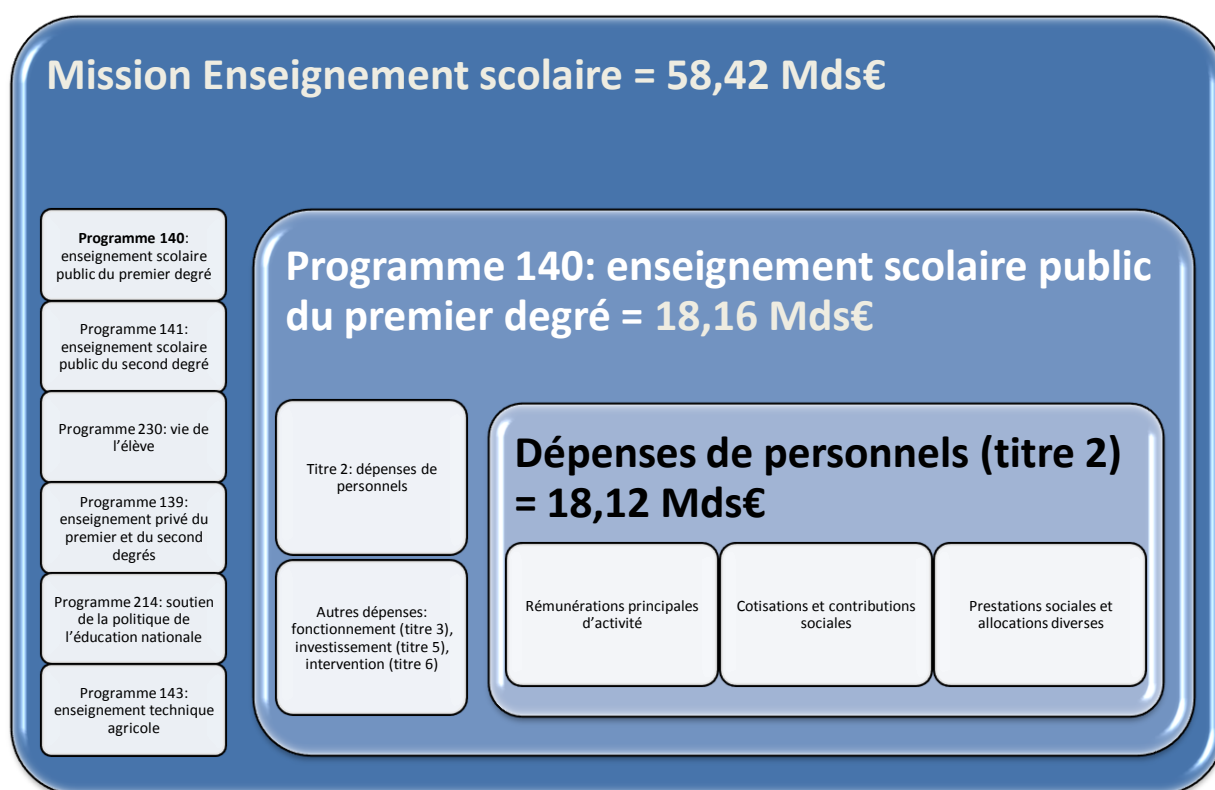 Mission Enseignement scolaire = 58,42 Mds€
Programme 140:
enseignement scolaire
public du premier degré
Programme 141:
enseignement scolaire
public du second degré
Programme 230: vie de
l’élève
Programme 139:
enseignement privé du
premier et du second
degrés
Programme 214: soutien
de la politique de
l’éducation nationale
Programme 143:
enseignement technique
agricole
Programme 140: enseignement scolaire public
du premier degré = 18,16 Mds€
Titre 2: dépenses de
personnels
Autres dépenses:
fonctionnement (titre 3),
investissement (titre 5),
intervention (titre 6)
Dépenses de personnels (titre 2)
= 18,12 Mds€
Rémunérations principales
d’activité
Cotisations et contributions
sociales
Prestations sociales et
allocations diverses